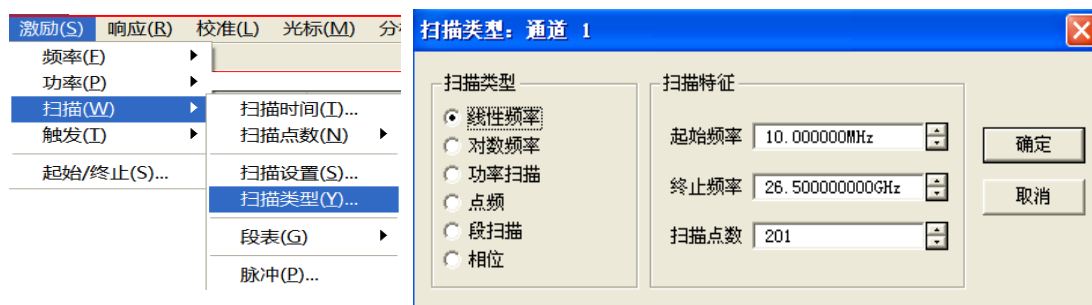 激励(S) 响应(R) 校准(L) 光标(M)
频率(F)
功率(P)
扫描(W)
触发(T)
起始/终止(S)...
扫描时间(T)...
扫描点数(N)
扫描设置(S)...
扫描类型(Y)...
段表(G)
脉冲(P)...
扫描类型：通道 1
扫描类型
线性频率
对数频率
功率扫描
点频
段扫描
相位
扫描特征
起始频率 10.000000MHz
终止频率 26.500000000GHz
扫描点数 201
确定
取消